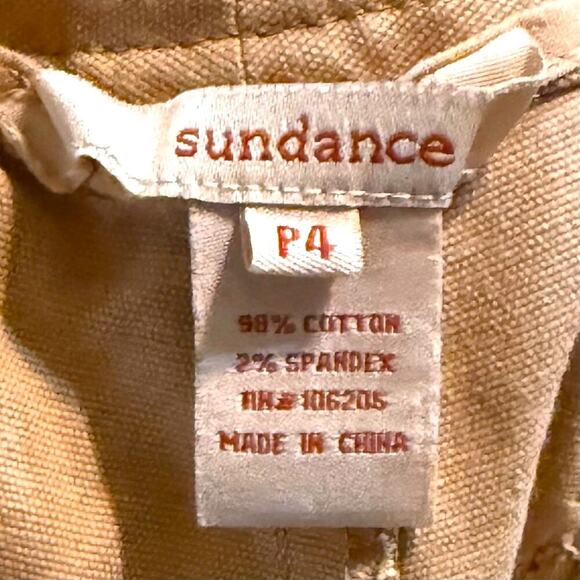 sundance
P4
98% COTTON
2% SPANDEX
RN# 106205
MADE IN CHINA